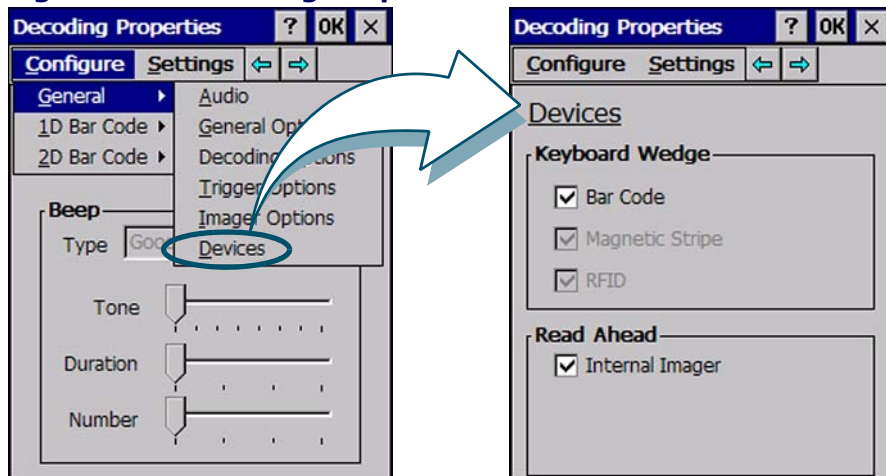 Decoding Properties ? OK ×
Configure Settings
General Audio
1D Bar Code General
2D Bar Code Decoding
Trigger Options
Imager Options
Devices
Beep
Type
Tone
Duration
Number
Decoding Properties ? OK ×
Configure Settings
Devices
Keyboard Wedge
Bar Code
Magnetic Stripe
RFID
Read Ahead
Internal Imager